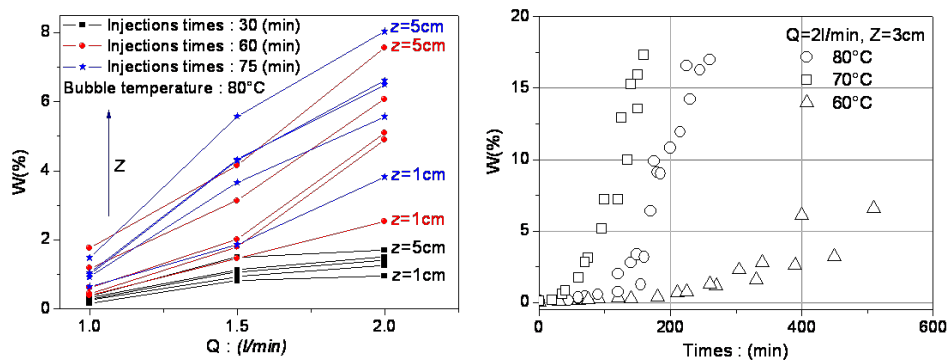 Injections times : 30 (min)
Injections times : 60 (min)
Injections times : 75 (min)
Bubble temperature : 80°C
z=5cm
z=5cm
z=1cm
z=1cm
z=5cm
z=1cm
Z
W(%)
8
6
4
2
0
1.0
1.5
2.0
Q : (l/min)
Q=2l/min, Z=3cm
80°C
70°C
60°C
W(%)
20
15
10
5
0
0
200
400
600
Times : (min)